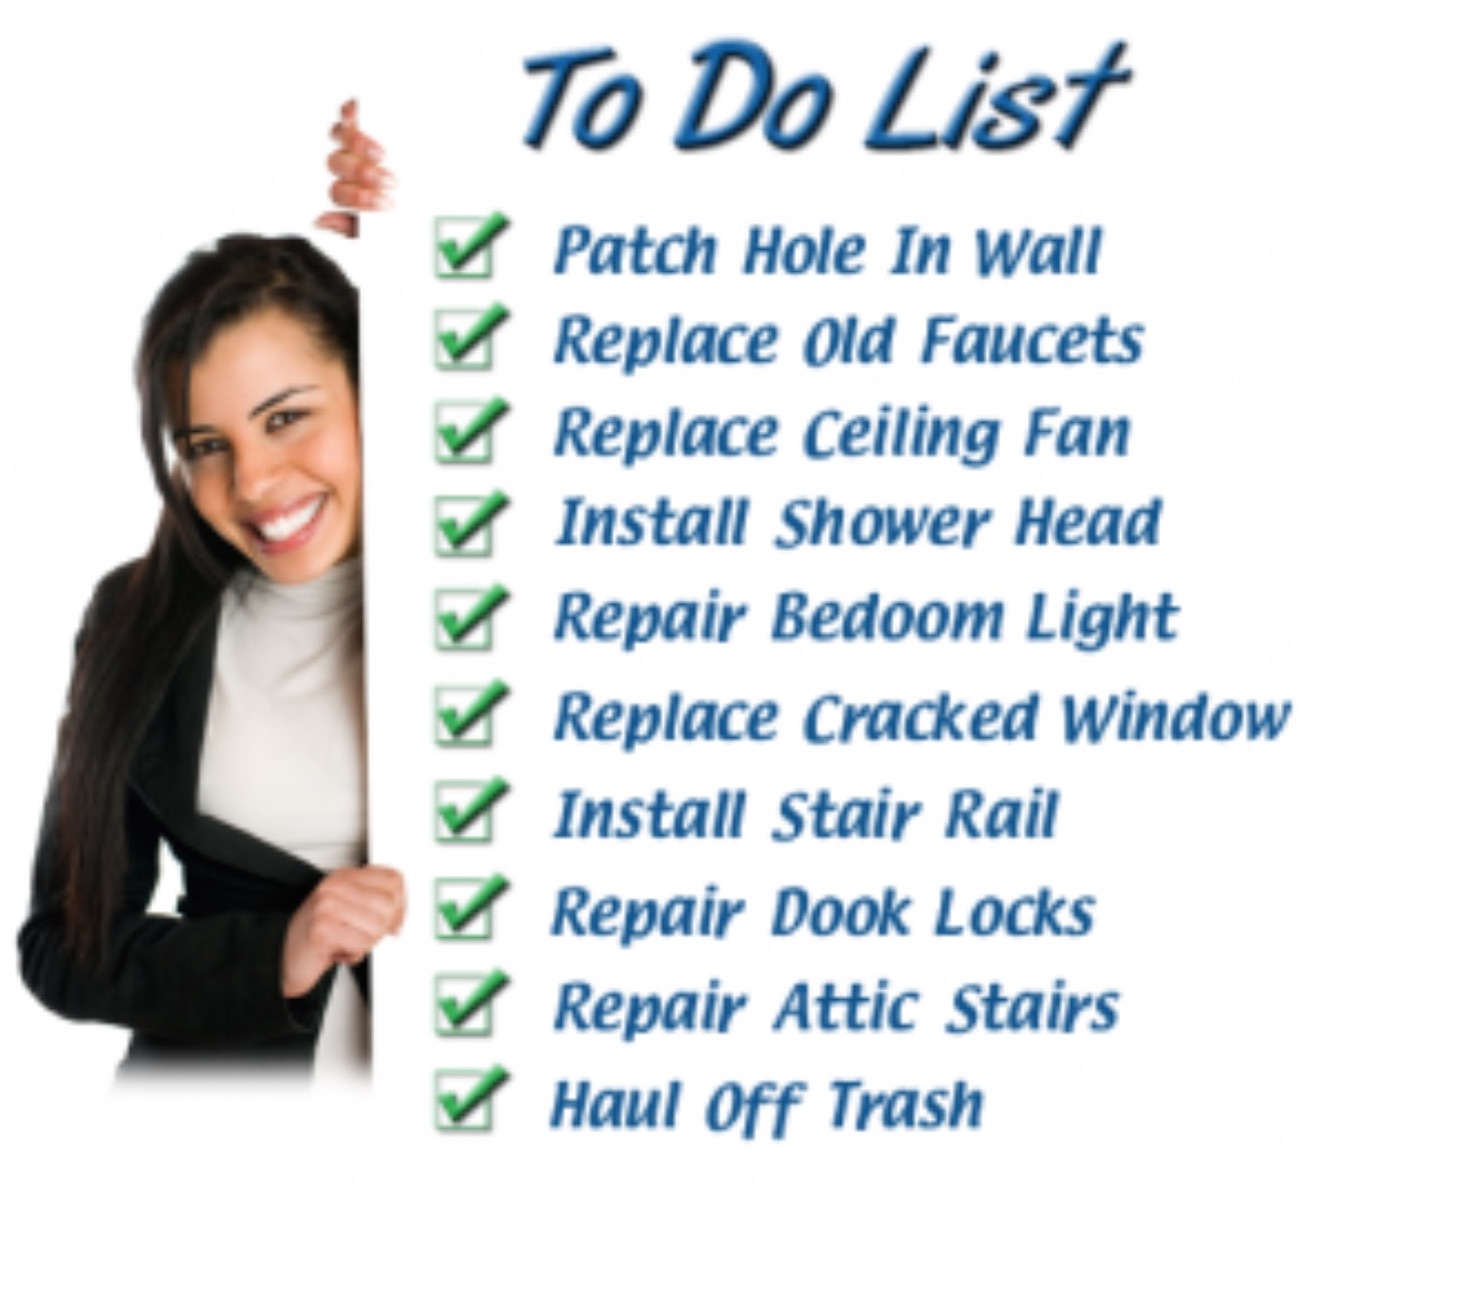 To Do List
Patch Hole In Wall
Replace Old Faucets
Replace Ceiling Fan
Install Shower Head
Repair Bedoom Light
Replace Cracked Window
Install Stair Rail
Repair Dook Locks
Repair Attic Stairs
Haul Off Trash